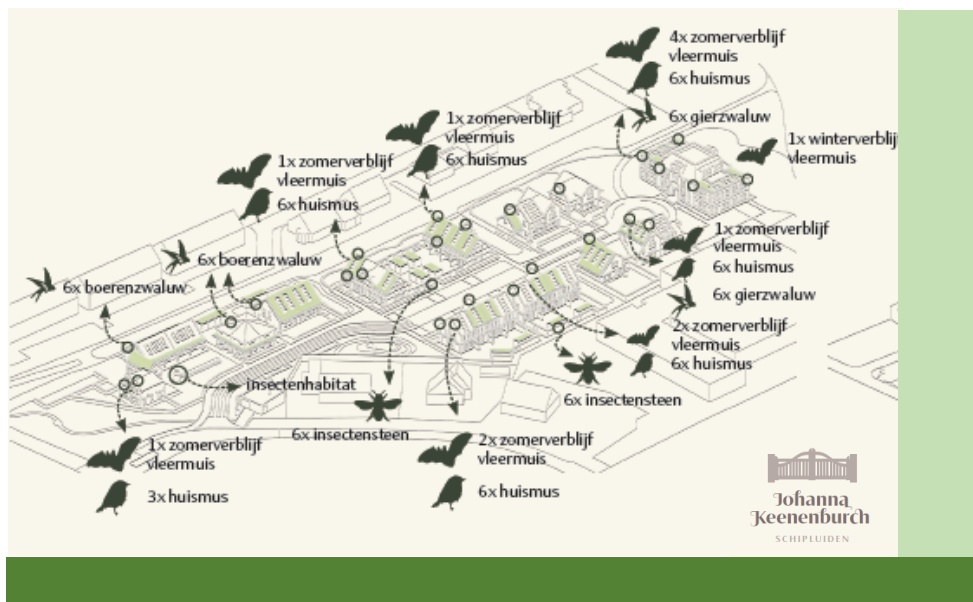 4x zomerverblijf
vleermuis
6x huismus
6x gierzwaluw
1x winterverblijf
vleermuis
1x zomerverblijf
vleermuis
6x huismus
1x zomerverblijf
vleermuis
6x huismus
6x boerenzwaluw
6x boerenzwaluw
1x zomerverblijf
vleermuis
6x huismus
6x gierzwaluw
2x zomerverblijf
vleermuis
6x huismus
6x insectensteen
insectenhabitat
6x insectensteen
1x zomerverblijf
vleermuis
3x huismus
2x zomerverblijf
vleermuis
6x huismus
Johanna
Keenenburch
SCHIPLUIDEN